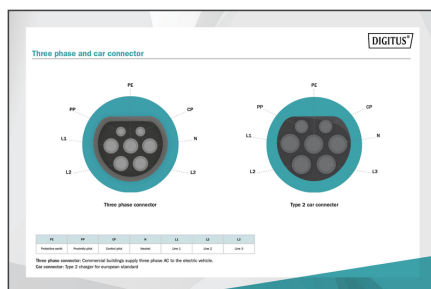 DIGITUS®
Three phase and car connector
PE
PP
CP
L1
N
L2
L3
Three phase connector
PE
PP
CP
L1
N
L2
L3
Type 2 car connector
PE PP CP N L1 L2 L3
Protective earth Proximity pilot Control pilot Neutral Line 1 Line 2 Line 3
Three phase connector: Commercial buildings supply three phase AC to the electric vehicle.
Car connector: Type 2 charger for european standard